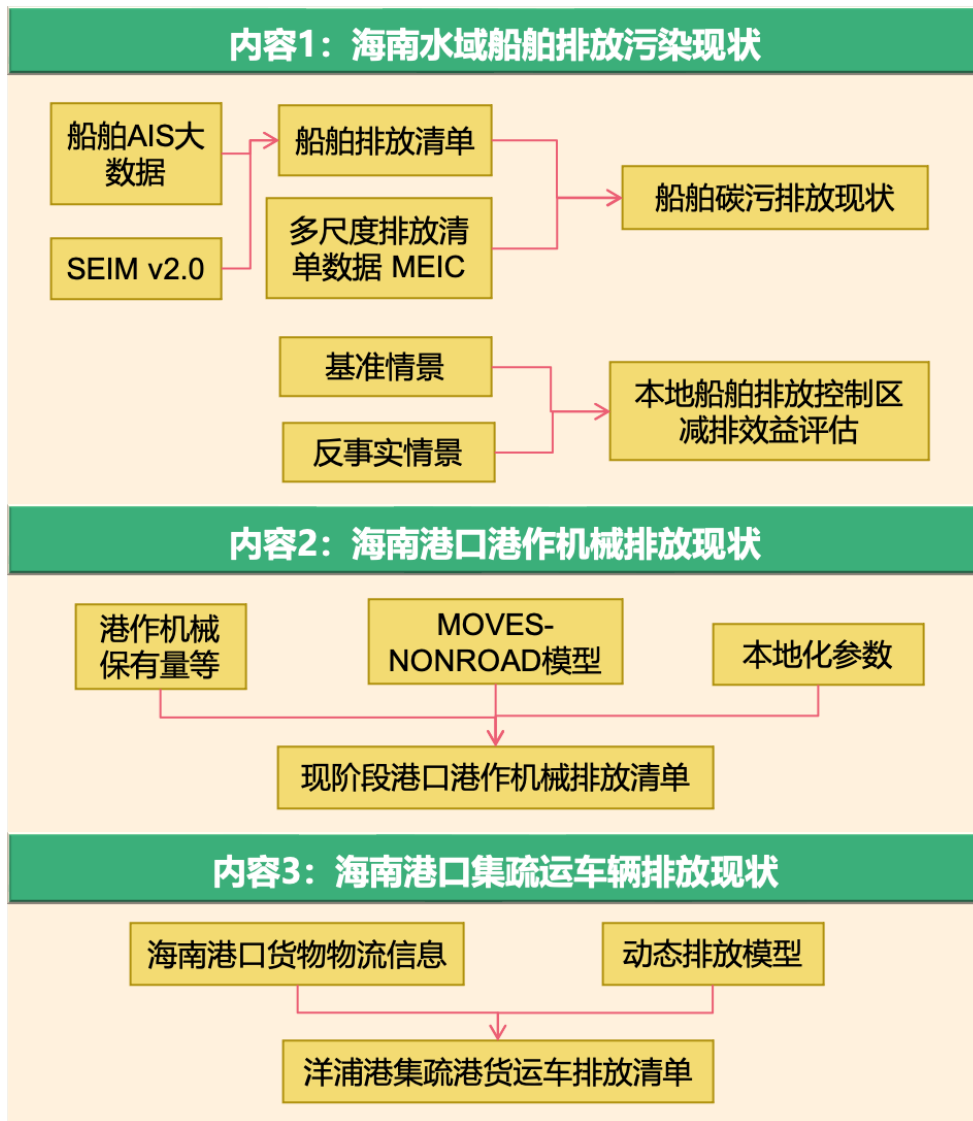 内容1：海南水域船舶排放污染现状
船舶AIS大
数据
船舶排放清单
船舶碳污排放现状
多尺度排放清
单数据 MEIC
SEIM v2.0
基准情景
本地船舶排放控制区
减排效益评估
反事实情景
内容2：海南港口港作机械排放现状
港作机械
保有量等
MOVES-
NONROAD模型
本地化参数
现阶段港口港作机械排放清单
内容3：海南港口集疏运车辆排放现状
海南港口货物物流信息
动态排放模型
洋浦港集疏港货运车排放清单